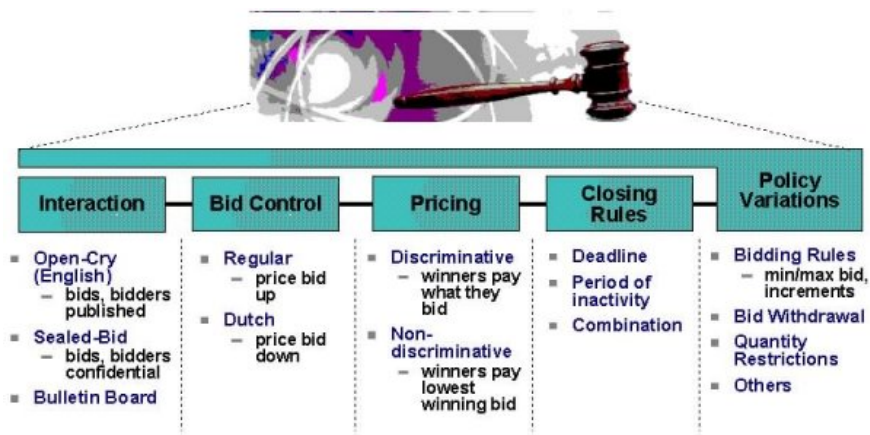 Interaction
Open-Cry
(English)
– bids, bidders
published
Sealed-Bid
– bids, bidders
confidential
Bulletin Board
Bid Control
Regular
– price bid
up
Dutch
– price bid
down
Pricing
Discriminative
– winners pay
what they
bid
Non-
discriminative
– winners pay
lowest
winning bid
Closing
Rules
Deadline
Period of
inactivity
Combination
Policy
Variations
Bidding Rules
– min/max bid,
increments
Bid Withdrawal
Quantity
Restrictions
Others